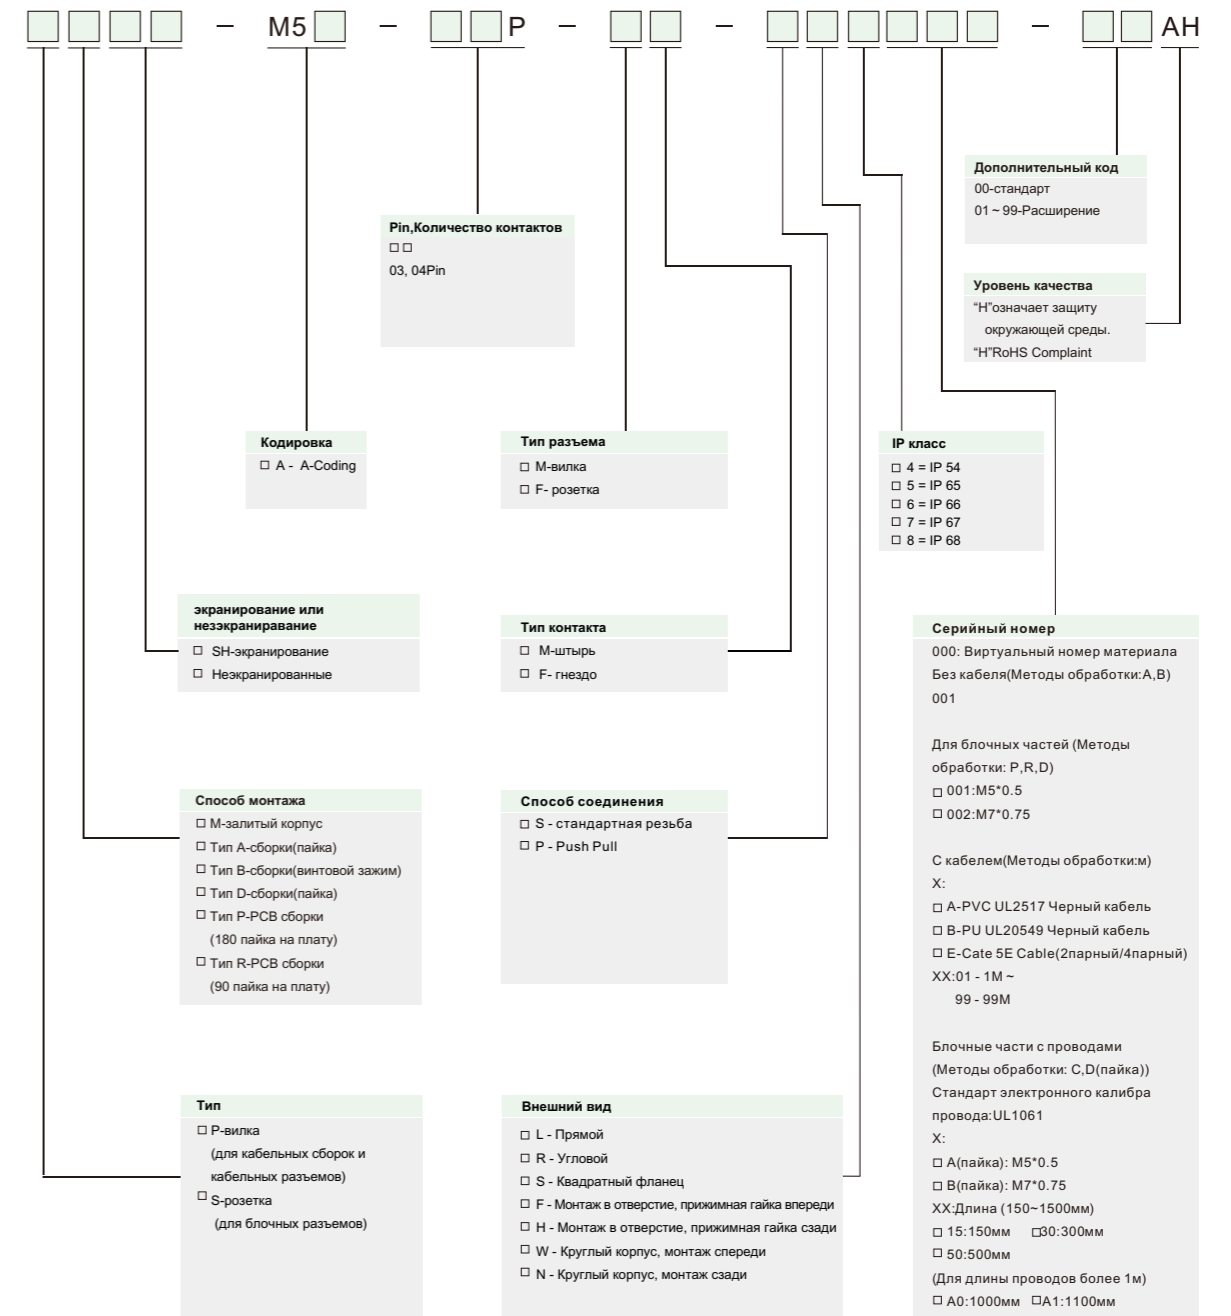 – M5 – P – – – AH
Дополнительный код
00-стандарт
01 ~ 99-Расширение
Pin,Количество контактов
□ □
03, 04Pin
Уровень качества
“H”означает защиту
окружающей среды.
“H”RoHS Complaint
Кодировка
□ A - A-Coding
Тип разъема
□ M-вилка
□ F- розетка
IP класс
□ 4 = IP 54
□ 5 = IP 65
□ 6 = IP 66
□ 7 = IP 67
□ 8 = IP 68
экранирование или
незэкраниравание
□ SH-экранирование
□ Неэкранированные
Тип контакта
□ M-штырь
□ F- гнездо
Серийный номер
000: Виртуальный номер материала
Без кабеля(Методы обработки:A,B)
001
Для блочных частей (Методы
обработки: P,R,D)
□ 001:M5*0.5
□ 002:M7*0.75
С кабелем(Методы обработки:м)
X:
□ A-PVC UL2517 Черный кабель
□ B-PU UL20549 Черный кабель
□ E-Cate 5E Cable(2парный/4парный)
XX:01 - 1M ~
99 - 99M
Блочные части с проводами
(Методы обработки: C,D(пайка))
Стандарт электронного калибра
провода:UL1061
X:
□ A(пайка): M5*0.5
□ B(пайка): M7*0.75
XX:Длина (150~1500мм)
□ 15:150мм □30:300мм
□ 50:500мм
(Для длины проводов более 1м)
□ A0:1000мм □A1:1100мм
Способ монтажа
□ M-залитый корпус
□ Тип A-сборки(пайка)
□ Тип B-сборки(винтовой зажим)
□ Тип D-сборки(пайка)
□ Тип P-PCB сборки
(180 пайка на плату)
□ Тип R-PCB сборки
(90 пайка на плату)
Способ соединения
□ S - стандартная резьба
□ P - Push Pull
Тип
□ P-вилка
(для кабельных сборок и
кабельных разъемов)
□ S-розетка
(для блочных разъемов)
Внешний вид
□ L - Прямой
□ R - Угловой
□ S - Квадратный фланец
□ F - Монтаж в отверстие, прижимная гайка впереди
□ H - Монтаж в отверстие, прижимная гайка сзади
□ W - Круглый корпус, монтаж спереди
□ N - Круглый корпус, монтаж сзади